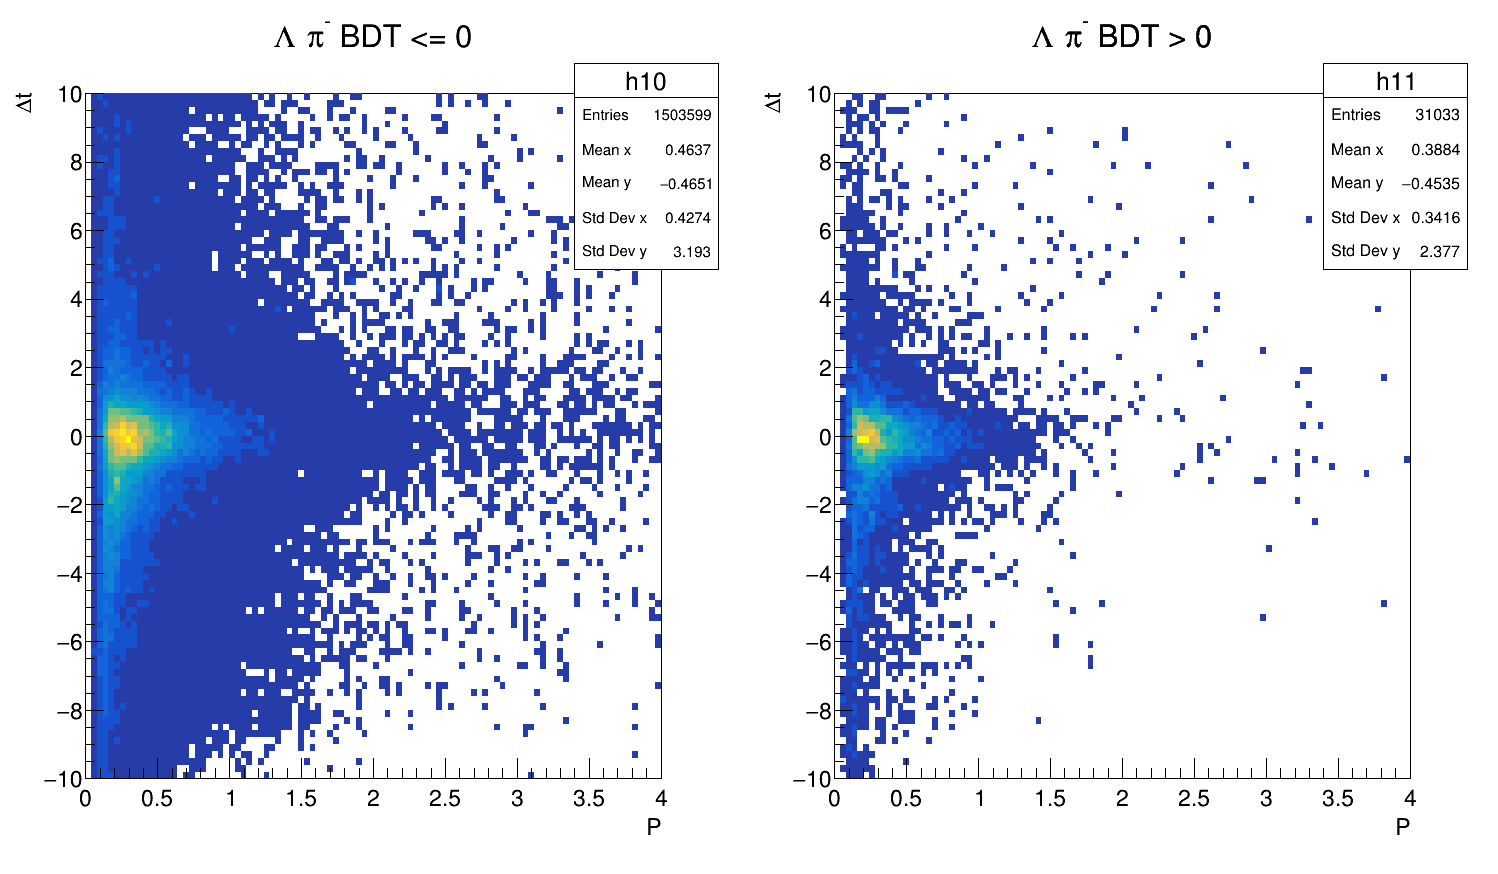 Λ π- BDT <= 0
h10
Entries 1503599
Mean x 0.4637
Mean y −0.4651
Std Dev x 0.4274
Std Dev y 3.193
Δt
10
8
6
4
2
0
−2
−4
−6
−8
−10
0 0.5 1 1.5 2 2.5 3 3.5 4
P
Λ π- BDT > 0
h11
Entries 31033
Mean x 0.3884
Mean y −0.4535
Std Dev x 0.3416
Std Dev y 2.377
Δt
10
8
6
4
2
0
−2
−4
−6
−8
−10
0 0.5 1 1.5 2 2.5 3 3.5 4
P